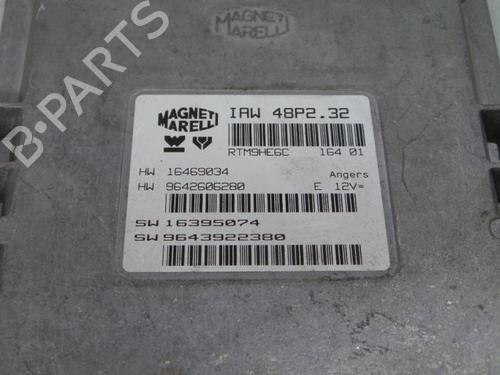 MAGNETI
MARELLI
B-PARTS
MAGNETI
MARELLI
IAW 48P2.32
RTM9HE6C 164 01
HW 16469034 Angers
HW 9642606280 E 12V=
SW 16395074
SW 9643922380